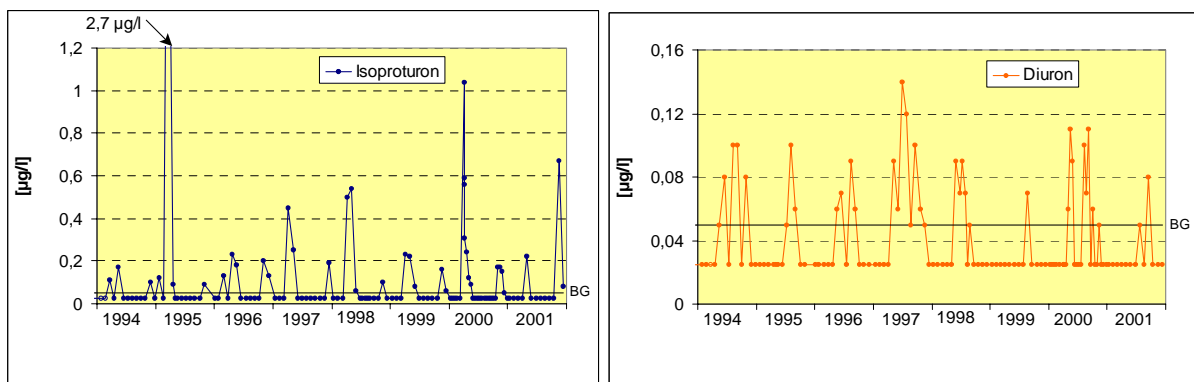 2,7 µg/l
1,2
1
0,8
0,6
0,4
0,2
0
[µg/l]
Isoproturon
BG
1994 1995 1996 1997 1998 1999 2000 2001
0,16
0,12
0,08
0,04
0
[µg/l]
Diuron
BG
1994 1995 1996 1997 1998 1999 2000 2001